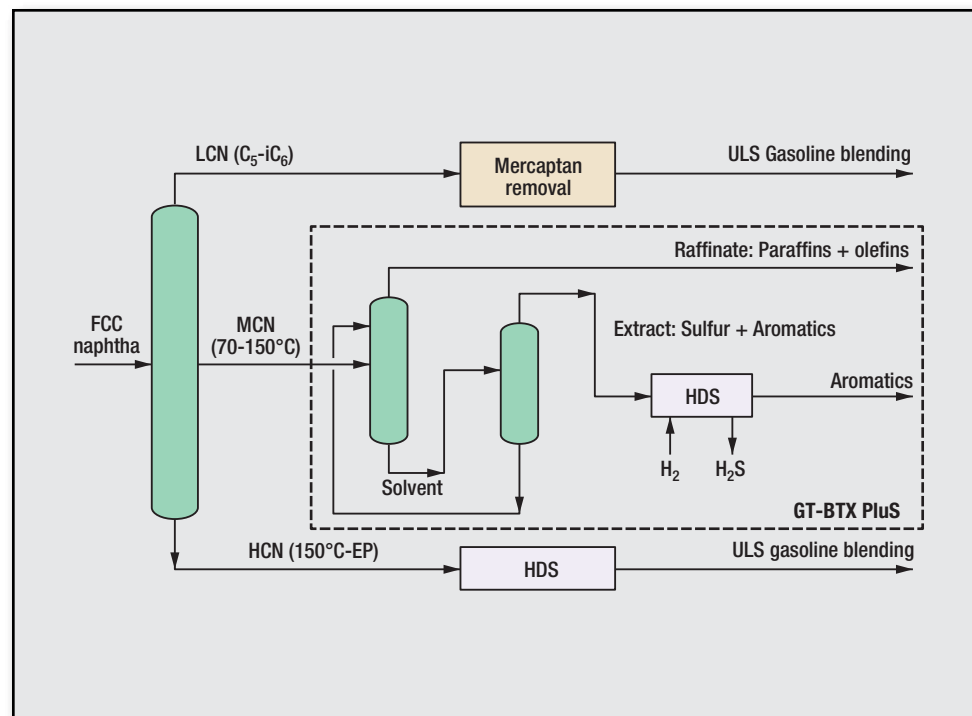 LCN (C₅-iC₆)
Mercaptan
removal
ULS Gasoline blending
Raffinate: Paraffins + olefins
FCC
naphtha
MCN
(70-150°C)
Extract: Sulfur + Aromatics
HDS
Aromatics
H₂
H₂S
Solvent
GT-BTX PluS
HCN (150°C-EP)
HDS
ULS gasoline blending